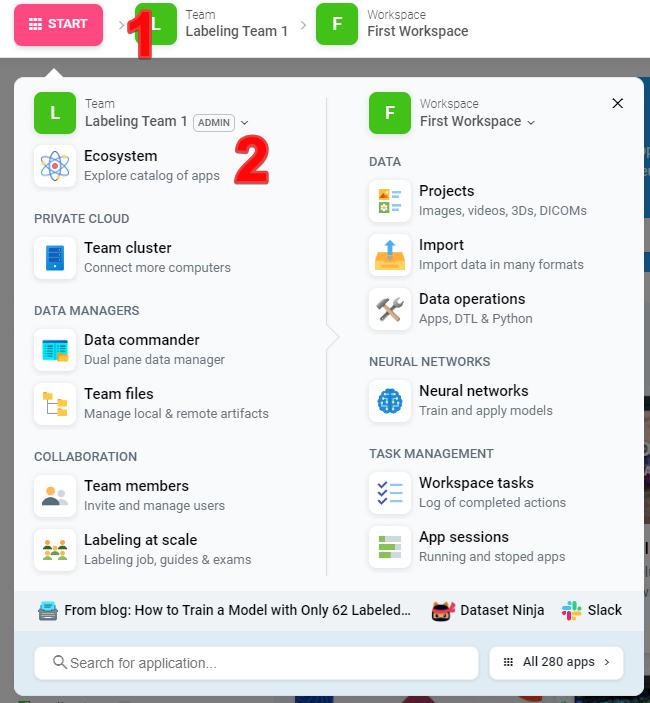 START
1
L
Team
Labeling Team 1
F
Workspace
First Workspace
L
Team
Labeling Team 1 ADMIN
2
Ecosystem
Explore catalog of apps
PRIVATE CLOUD
Team cluster
Connect more computers
DATA MANAGERS
Data commander
Dual pane data manager
Team files
Manage local & remote artifacts
COLLABORATION
Team members
Invite and manage users
Labeling at scale
Labeling job, guides & exams
F
Workspace
First Workspace
DATA
Projects
Images, videos, 3Ds, DICOMs
Import
Import data in many formats
Data operations
Apps, DTL & Python
NEURAL NETWORKS
Neural networks
Train and apply models
TASK MANAGEMENT
Workspace tasks
Log of completed actions
App sessions
Running and stoped apps
From blog: How to Train a Model with Only 62 Labeled...
Dataset Ninja
Slack
Search for application...
All 280 apps